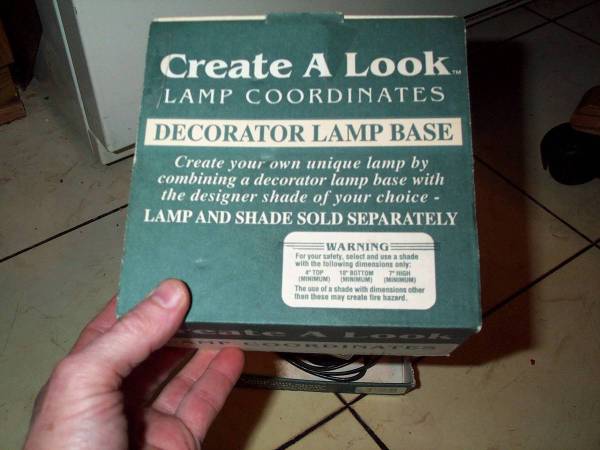 Create A Look™
LAMP COORDINATES
DECORATOR LAMP BASE
Create your own unique lamp by
combining a decorator lamp base with
the designer shade of your choice -
LAMP AND SHADE SOLD SEPARATELY
WARNING
For your safety, select and use a shade
with the following dimensions only:
4" TOP 10" BOTTOM 7" HIGH
(MINIMUM) (MINIMUM) (MINIMUM)
The use of a shade with dimensions other
than these may create fire hazard.
Create A Look
LAMP COORDINATES